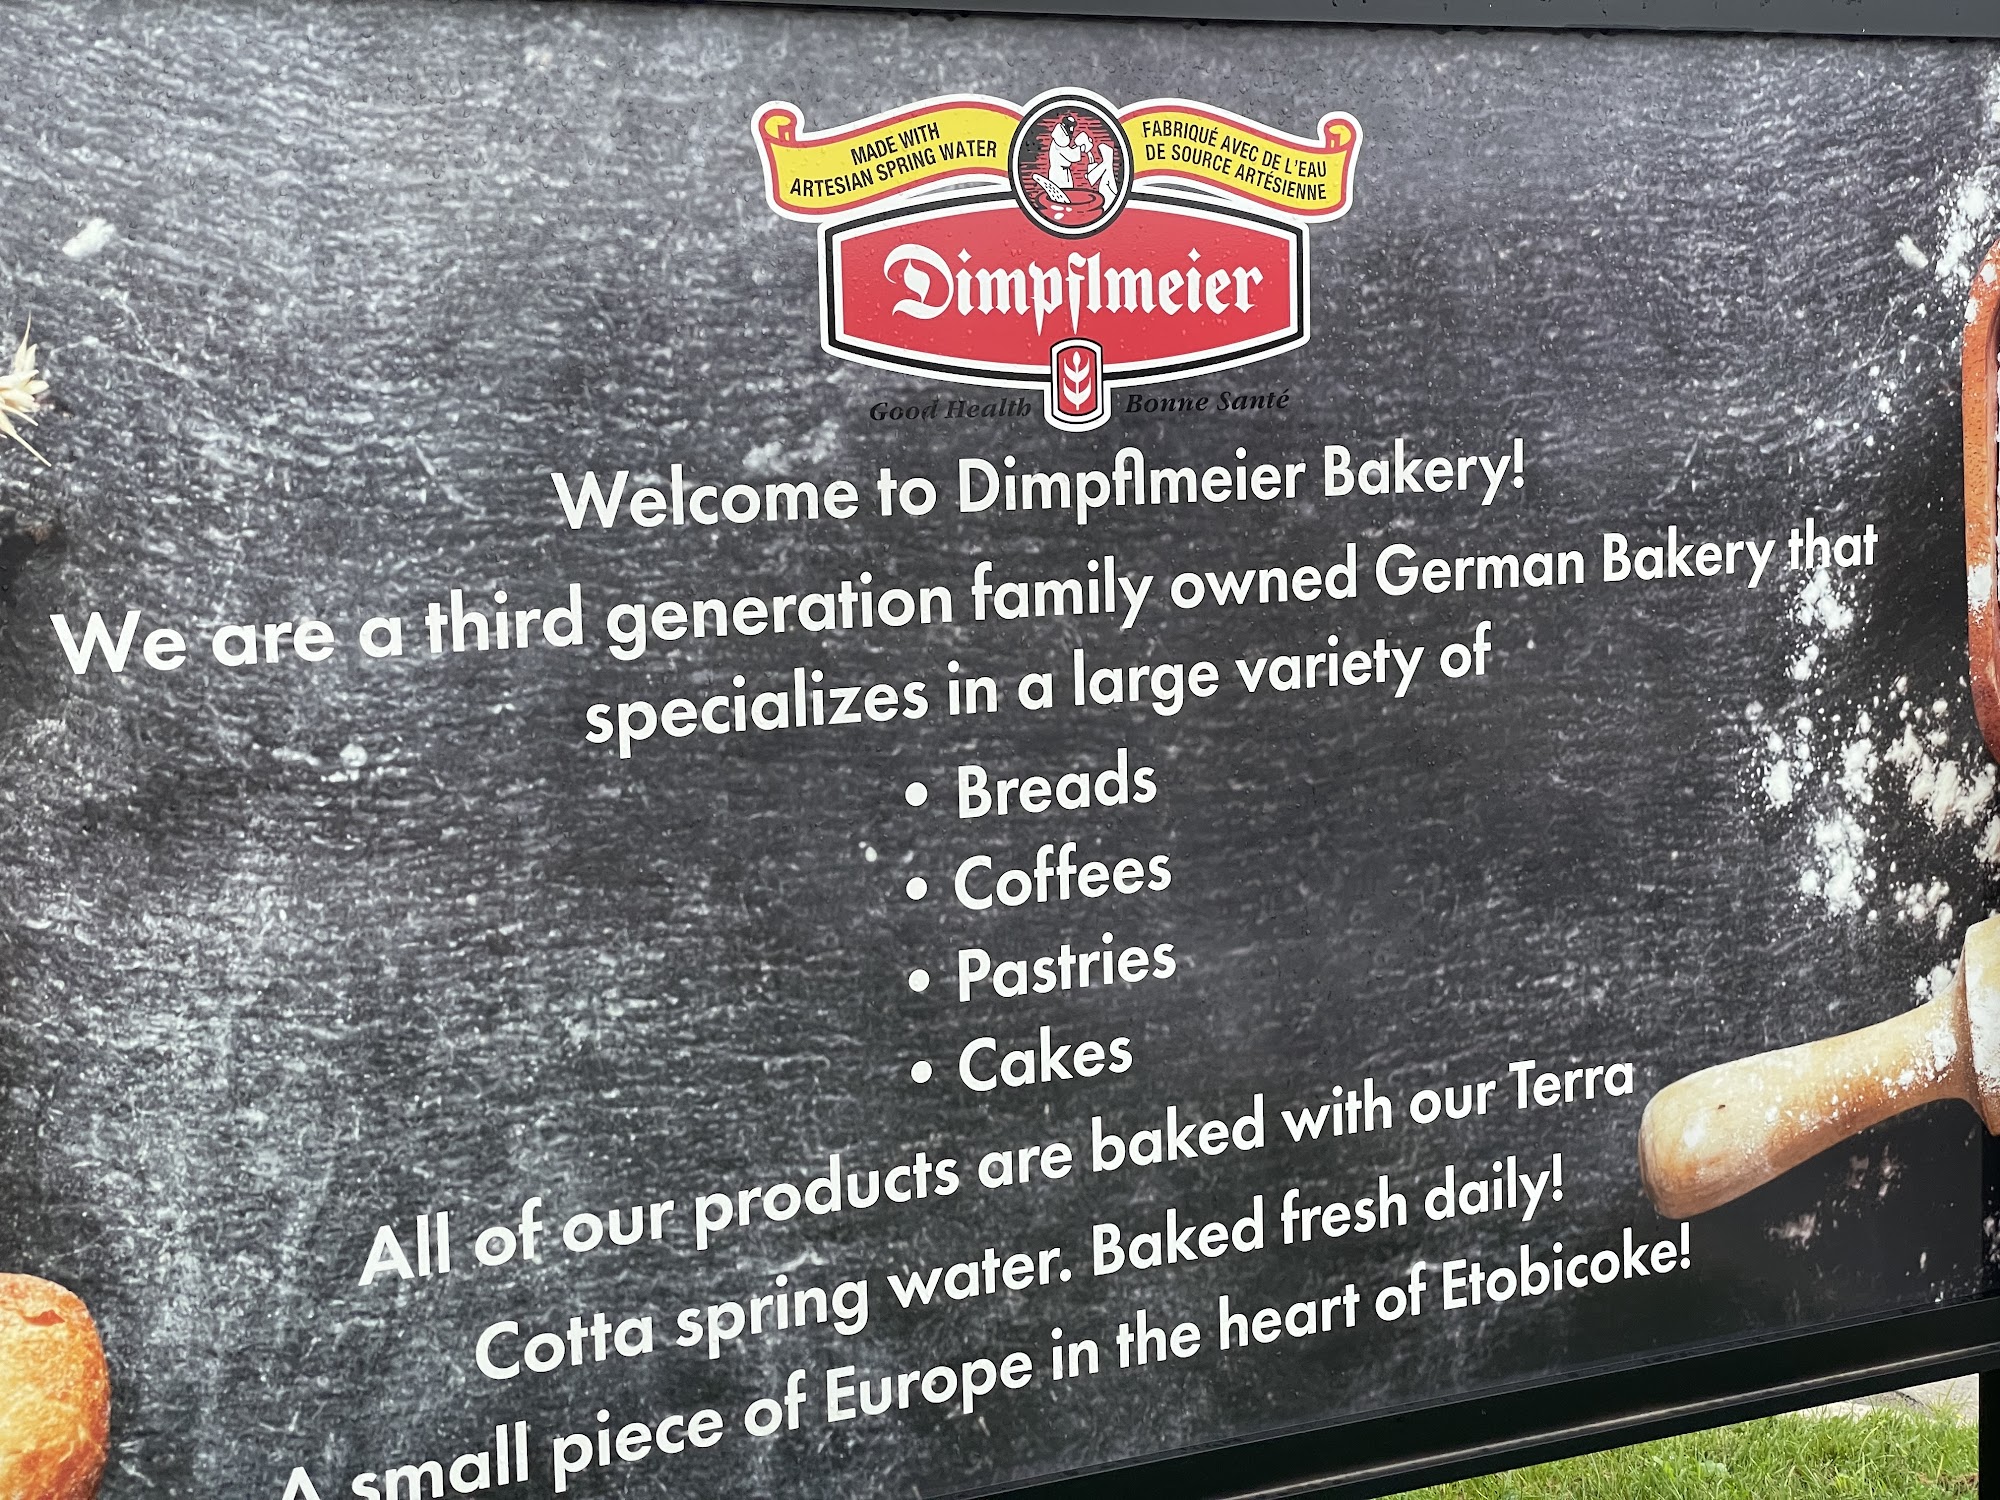 MADE WITH
ARTESIAN SPRING WATER
FABRIQUÉ AVEC DE L'EAU
DE SOURCE ARTÉSIENNE
Dimpflmeier
Good Health Bonne Santé
Welcome to Dimpflmeier Bakery!
We are a third generation family owned German Bakery that
specializes in a large variety of
• Breads
• Coffees
• Pastries
• Cakes
All of our products are baked with our Terra
Cotta spring water. Baked fresh daily!
A small piece of Europe in the heart of Etobicoke!